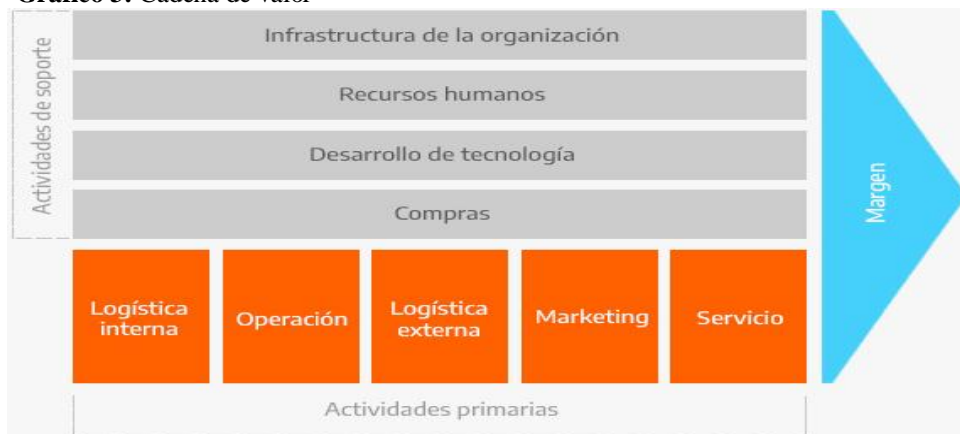 Gráfico 3: Cadena de valor
Actividades de soporte
Infrastructura de la organización
Recursos humanos
Desarrollo de tecnología
Compras
Logística
interna
Operación
Logística
externa
Marketing
Servicio
Margen
Actividades primarias